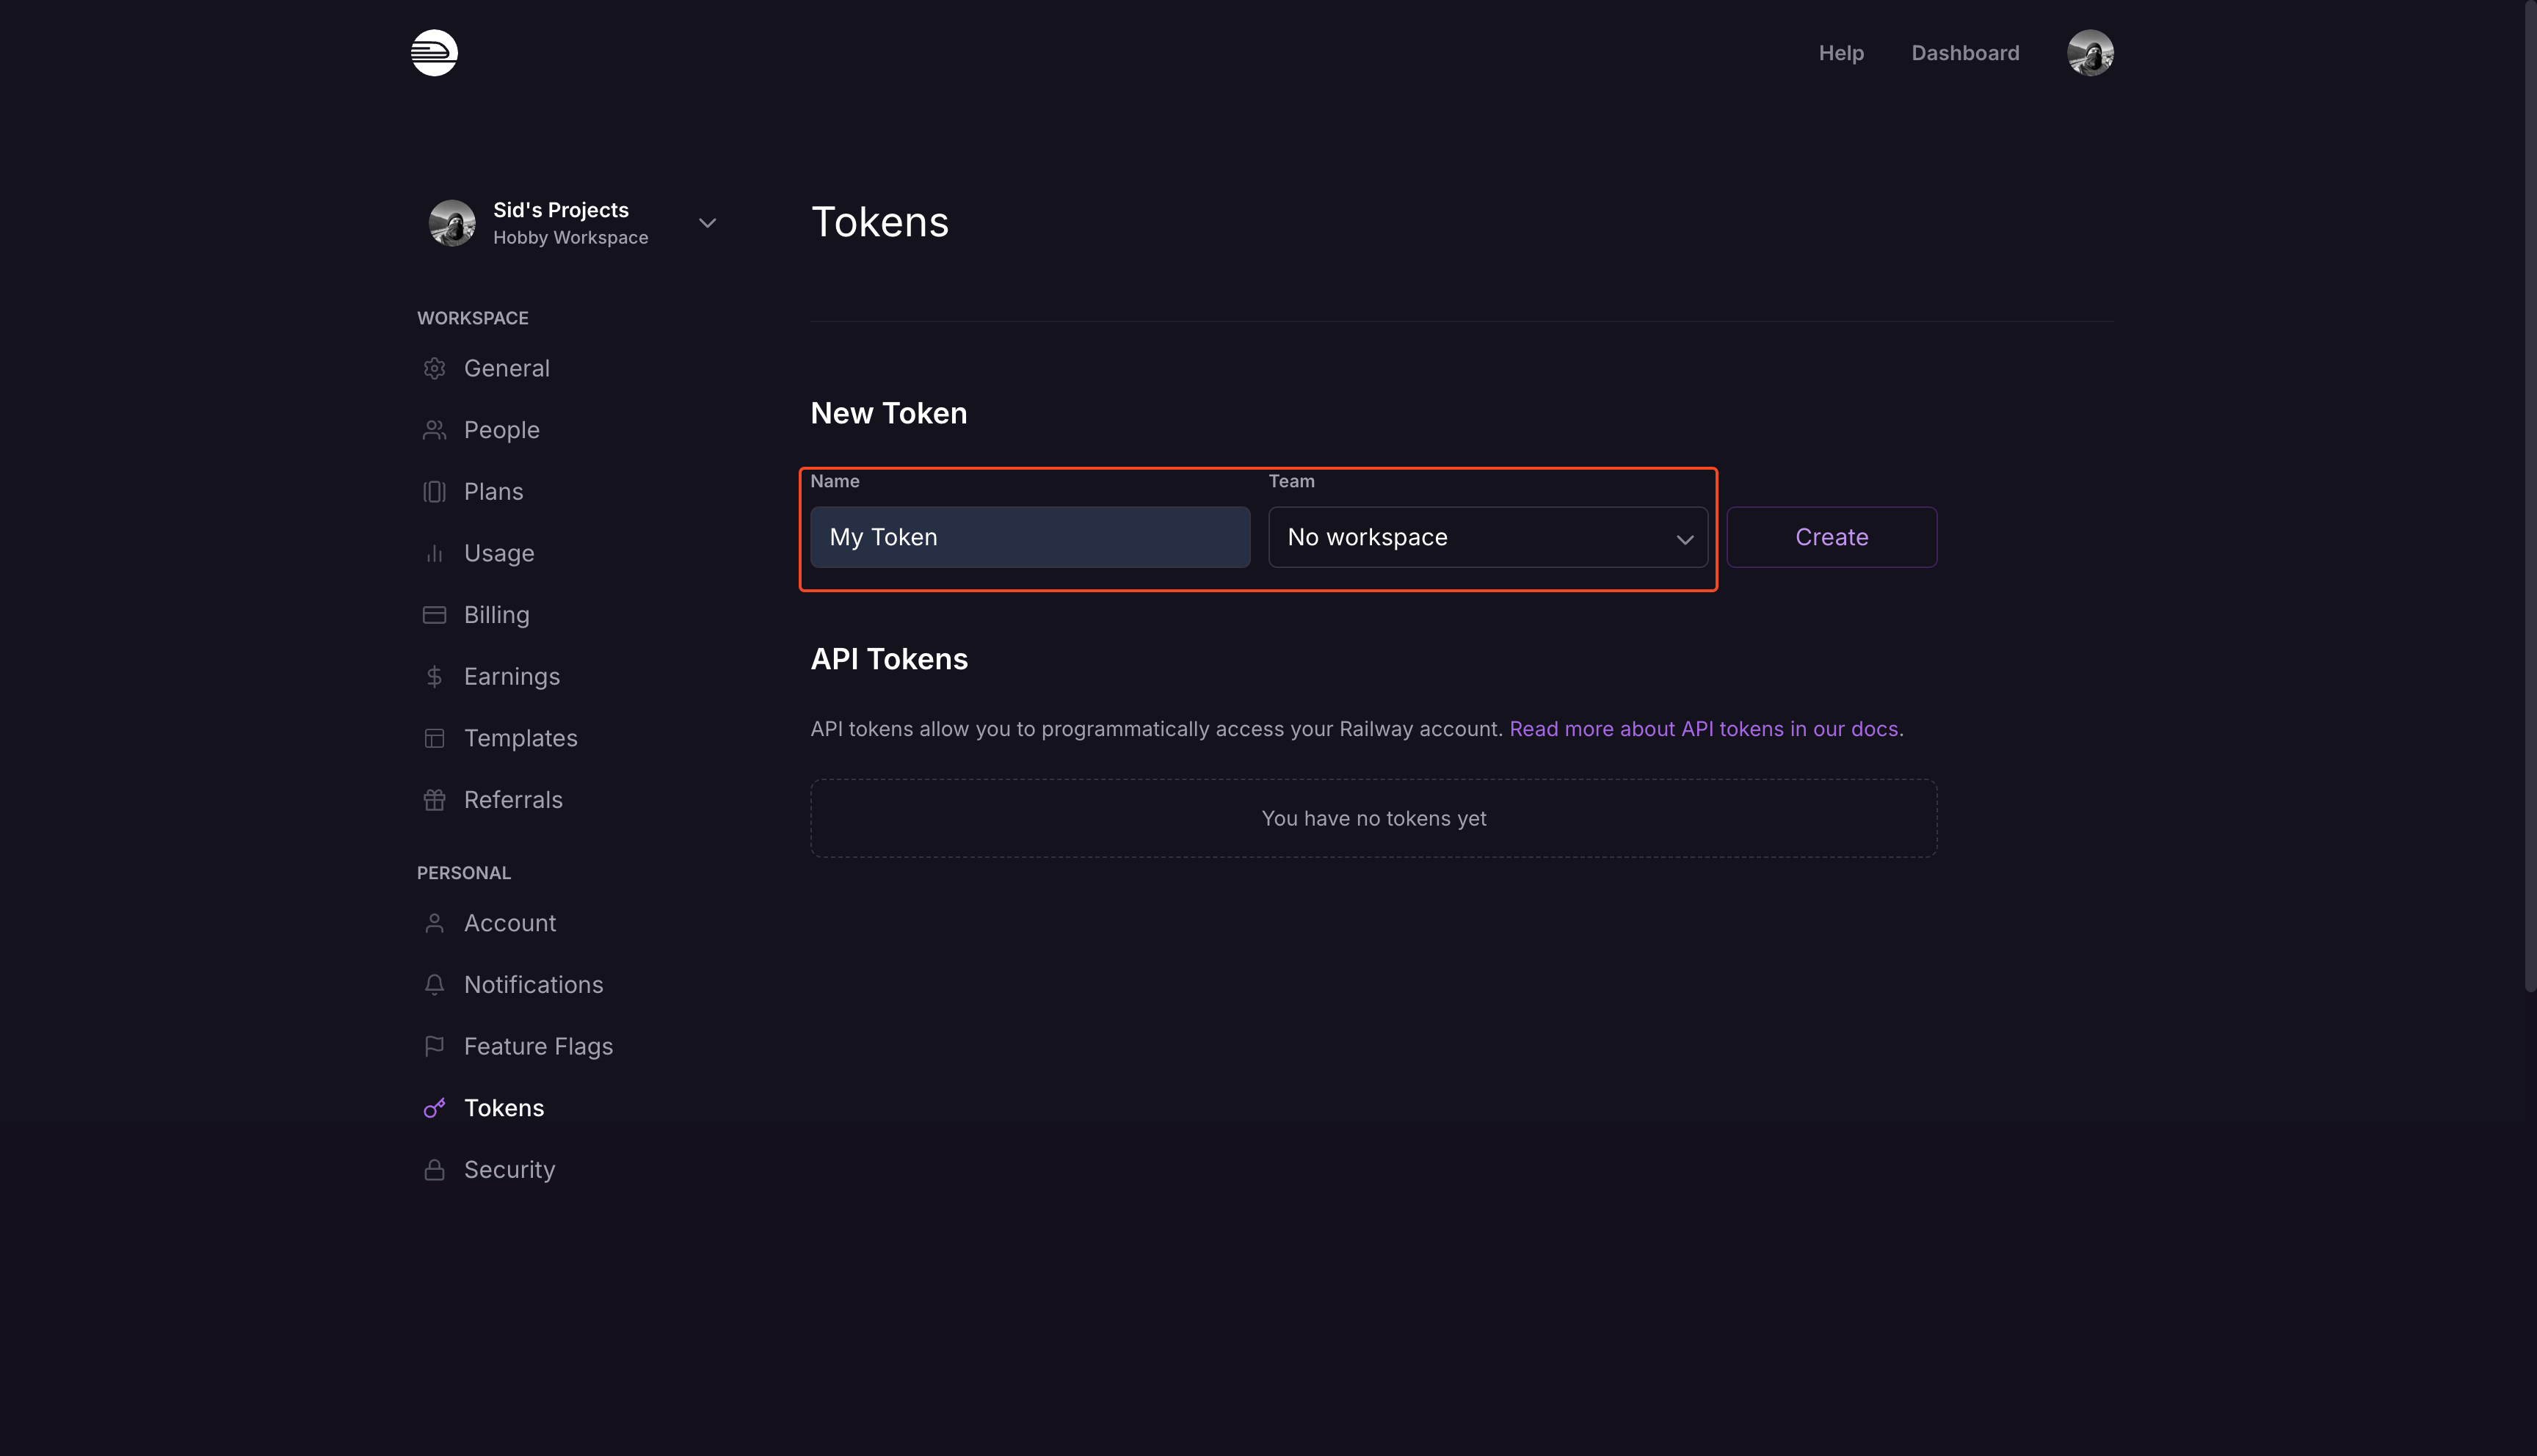 Help
Dashboard
Sid's Projects
Hobby Workspace
WORKSPACE
General
People
Plans
Usage
Billing
Earnings
Templates
Referrals
PERSONAL
Account
Notifications
Feature Flags
Tokens
Security
Tokens
New Token
Name
Team
My Token
No workspace
Create
API Tokens
API tokens allow you to programmatically access your Railway account. Read more about API tokens in our docs.
You have no tokens yet